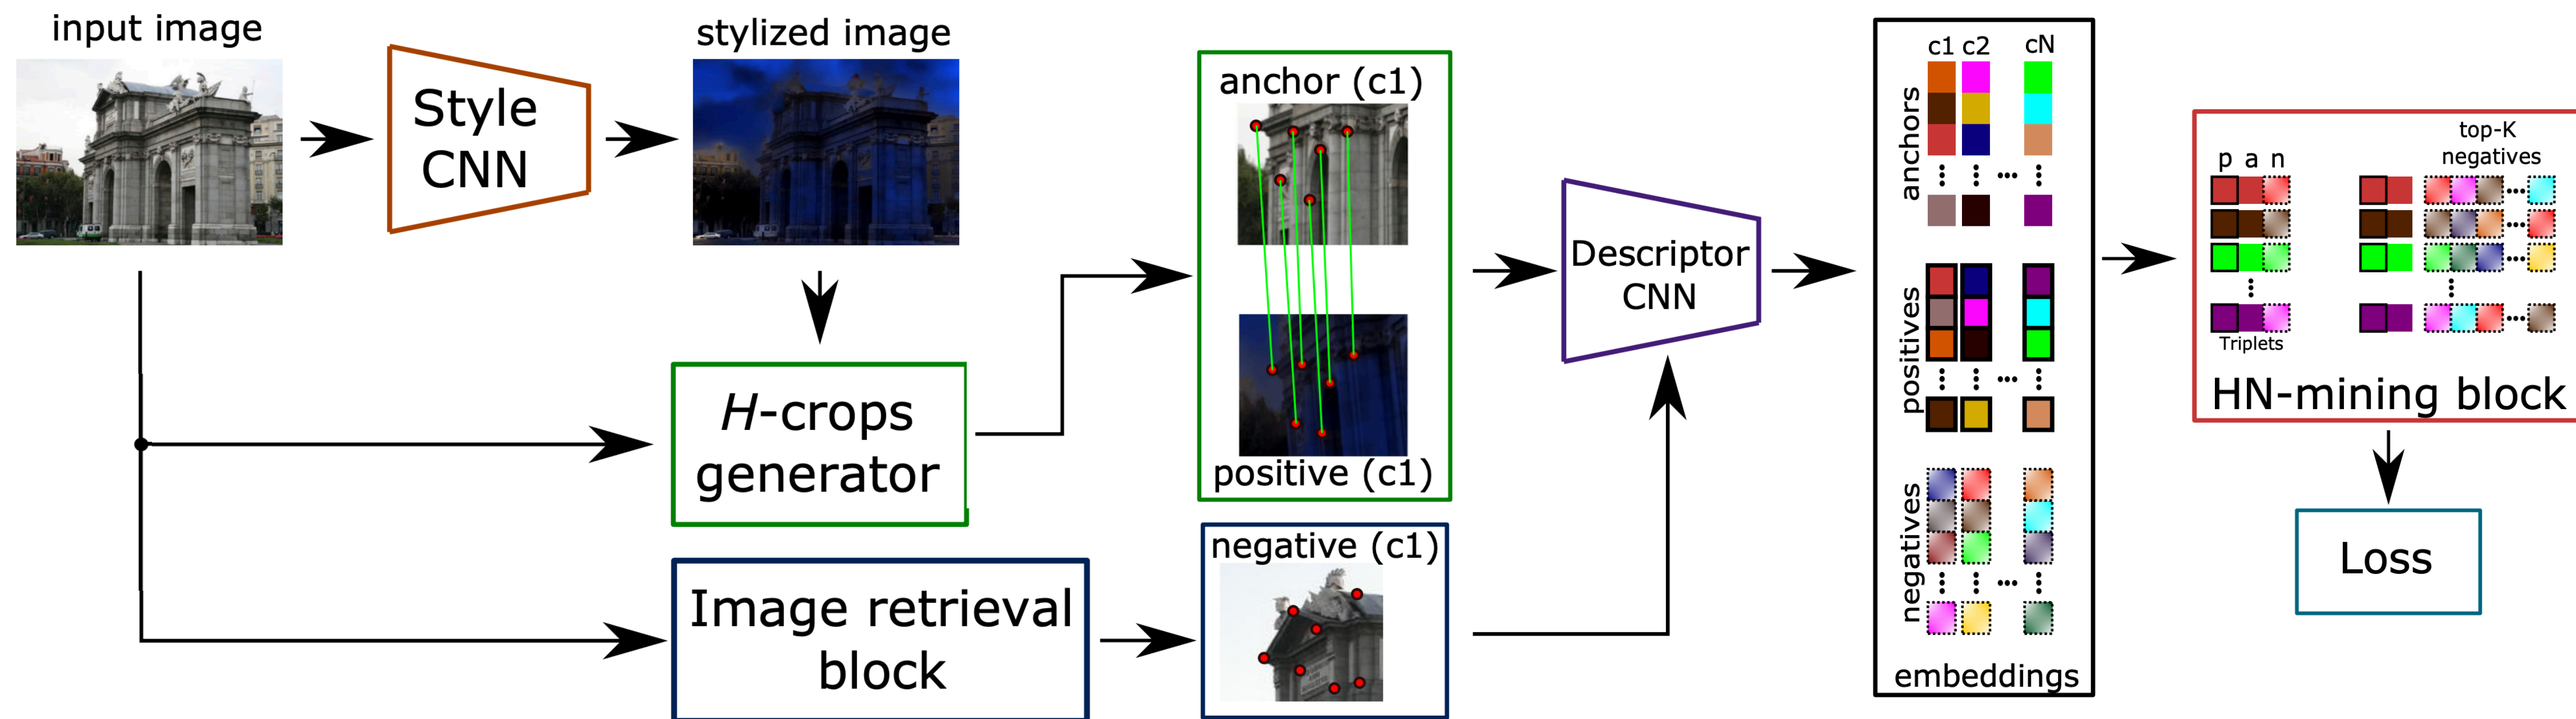 input image
Style
CNN
stylized image
H-crops
generator
Image retrieval
block
anchor (c1)
positive (c1)
negative (c1)
Descriptor
CNN
c1 c2 cN
anchors
positives
negatives
embeddings
top-K
negatives
p a n
Triplets
HN-mining block
Loss